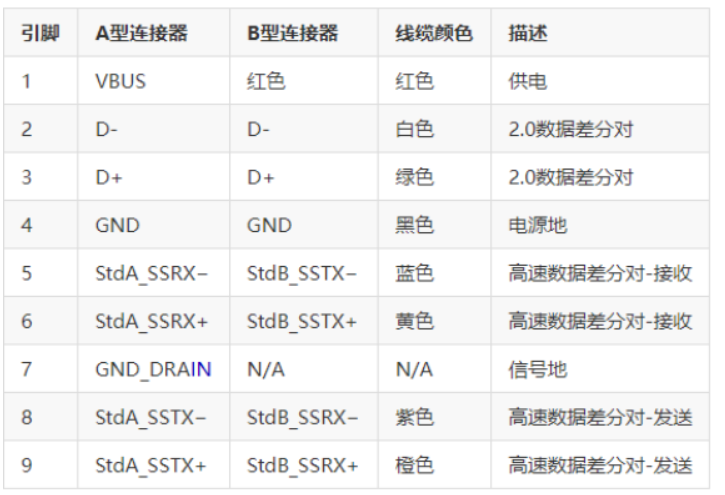 引脚 A型连接器 B型连接器 线缆颜色 描述
1 VBUS 红色 红色 供电
2 D- D- 白色 2.0数据差分对
3 D+ D+ 绿色 2.0数据差分对
4 GND GND 黑色 电源地
5 StdA_SSRX− StdB_SSTX− 蓝色 高速数据差分对-接收
6 StdA_SSRX+ StdB_SSTX+ 黄色 高速数据差分对-接收
7 GND_DRAIN N/A N/A 信号地
8 StdA_SSTX− StdB_SSRX− 紫色 高速数据差分对-发送
9 StdA_SSTX+ StdB_SSRX+ 橙色 高速数据差分对-发送